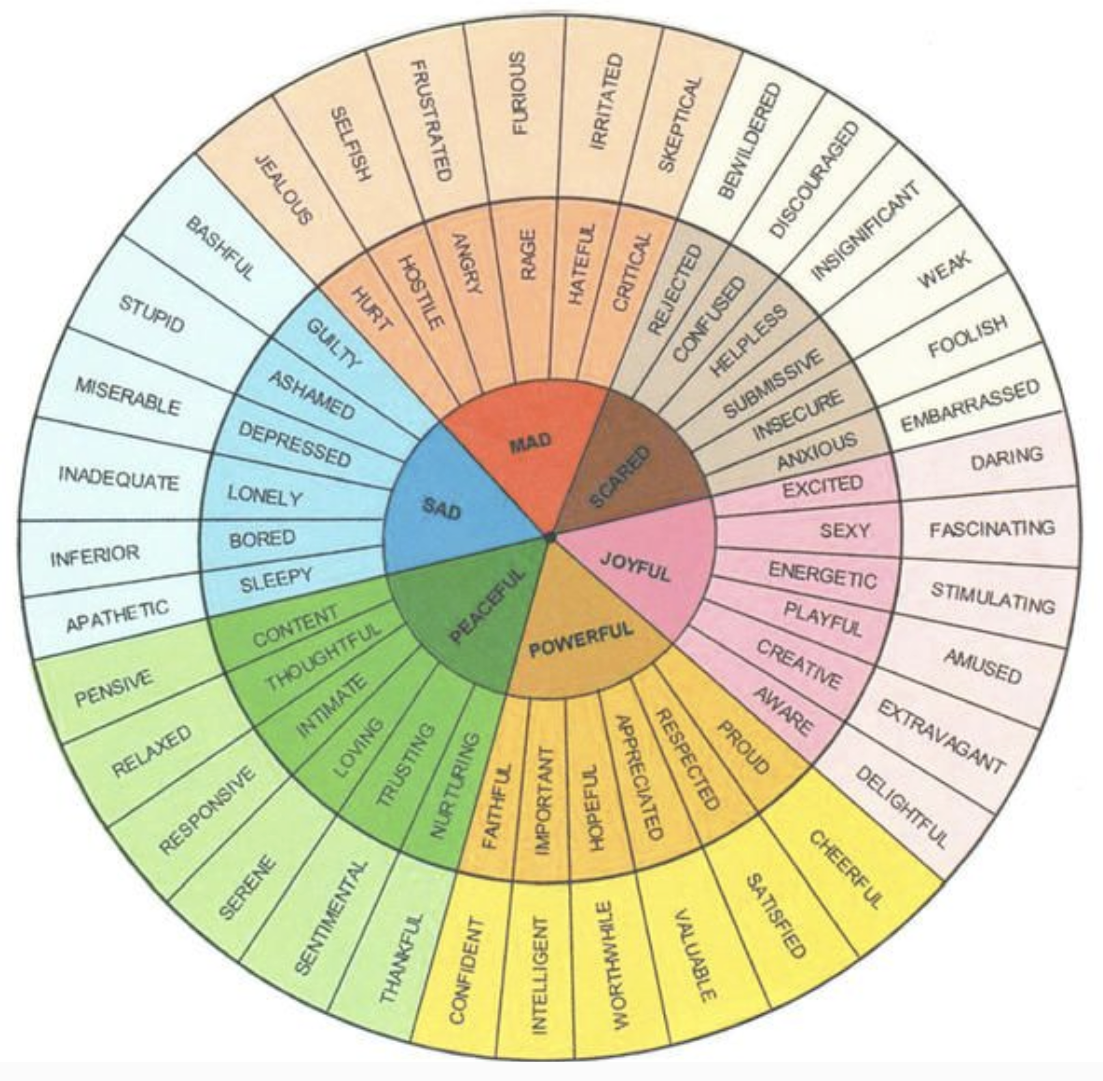 MAD
SCARED
JOYFUL
POWERFUL
PEACEFUL
SAD
HURT
HOSTILE
ANGRY
RAGE
HATEFUL
CRITICAL
REJECTED
CONFUSED
HELPLESS
SUBMISSIVE
INSECURE
ANXIOUS
EXCITED
SEXY
ENERGETIC
PLAYFUL
CREATIVE
AWARE
PROUD
RESPECTED
APPRECIATED
HOPEFUL
IMPORTANT
FAITHFUL
NURTURING
TRUSTING
LOVING
INTIMATE
THOUGHTFUL
CONTENT
SLEEPY
BORED
LONELY
DEPRESSED
ASHAMED
GUILTY
JEALOUS
SELFISH
FRUSTRATED
FURIOUS
IRRITATED
SKEPTICAL
BEWILDERED
DISCOURAGED
INSIGNIFICANT
WEAK
FOOLISH
EMBARRASSED
DARING
FASCINATING
STIMULATING
AMUSED
EXTRAVAGANT
DELIGHTFUL
CHEERFUL
SATISFIED
VALUABLE
WORTHWHILE
INTELLIGENT
CONFIDENT
THANKFUL
SENTIMENTAL
SERENE
RESPONSIVE
RELAXED
PENSIVE
APATHETIC
INFERIOR
INADEQUATE
MISERABLE
STUPID
BASHFUL